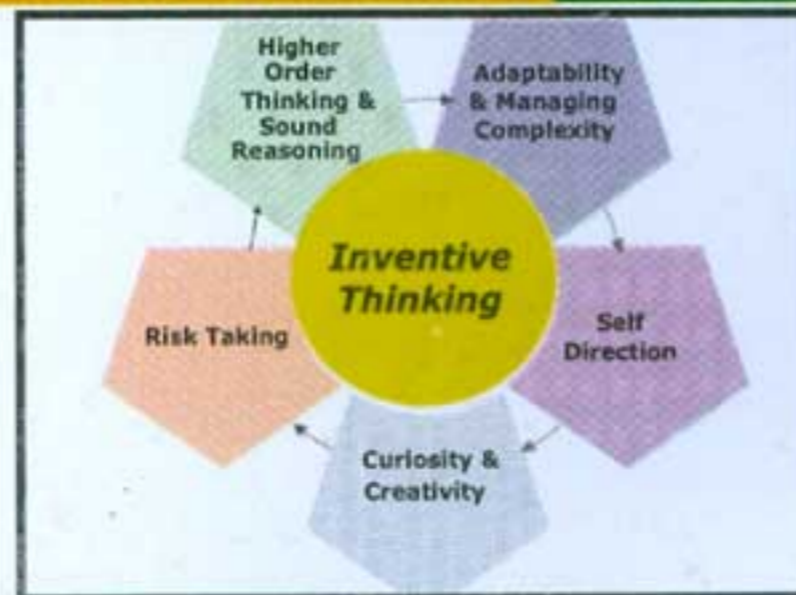 Higher
Order
Thinking &
Sound
Reasoning
Adaptability
& Managing
Complexity
Inventive
Thinking
Risk Taking
Self
Direction
Curiosity &
Creativity